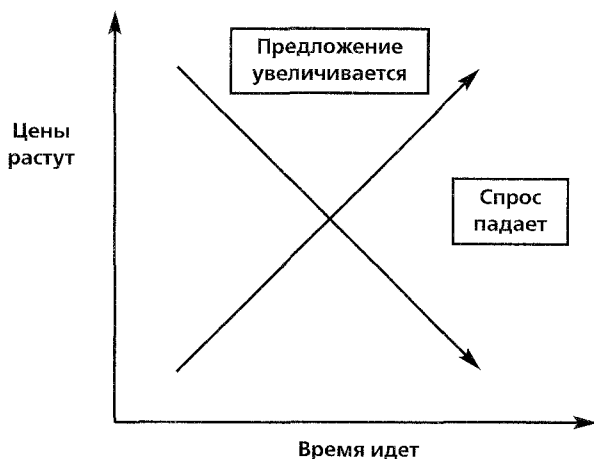 Предложение
увеличивается
Цены
растут
Спрос
падает
Время идет